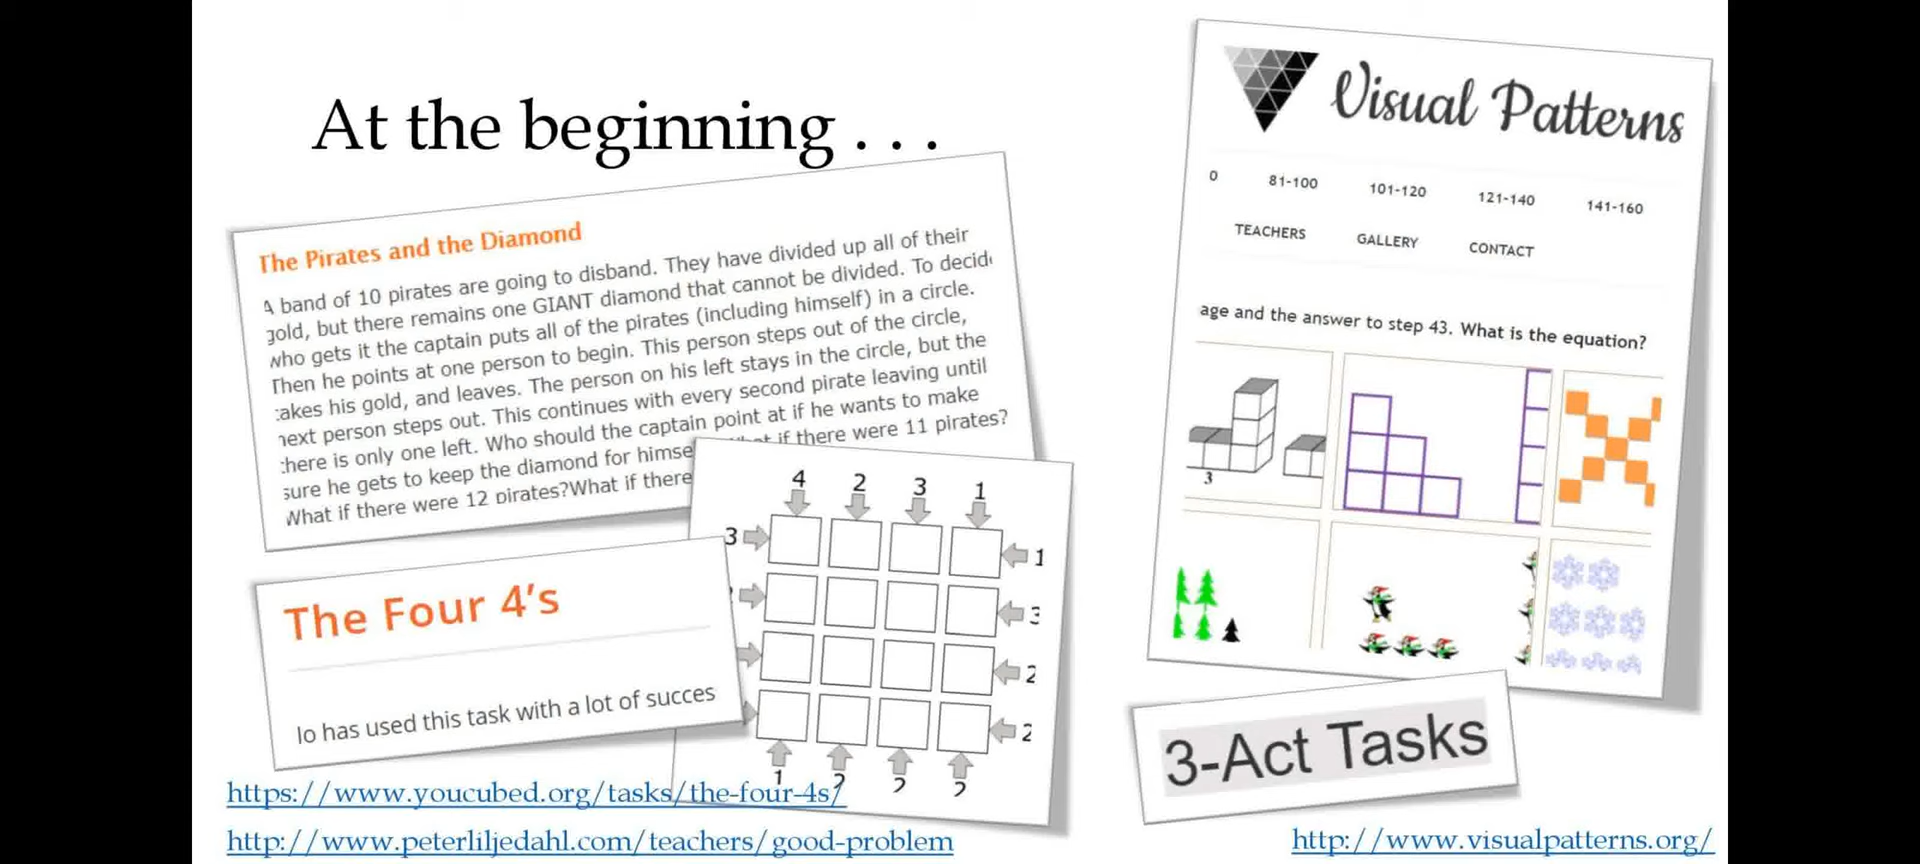 At the beginning . . .
The Pirates and the Diamond
A band of 10 pirates are going to disband. They have divided up all of their
gold, but there remains one GIANT diamond that cannot be divided. To decide
who gets it the captain puts all of the pirates (including himself) in a circle.
Then he points at one person to begin. This person steps out of the circle,
takes his gold, and leaves. The person on his left stays in the circle, but the
next person steps out. This continues with every second pirate leaving until
there is only one left. Who should the captain point at if he wants to make
sure he gets to keep the diamond for himse if there were 11 pirates?
What if there were 12 pirates?What if there
4 2 3 1
3 1
3
2
2
1 2 2 2
The Four 4's
Jo has used this task with a lot of succes
https://www.youcubed.org/tasks/the-four-4s/
http://www.peterliljedahl.com/teachers/good-problem
Visual Patterns
0 81-100 101-120 121-140 141-160
TEACHERS GALLERY CONTACT
age and the answer to step 43. What is the equation?
3
3-Act Tasks
http://www.visualpatterns.org/